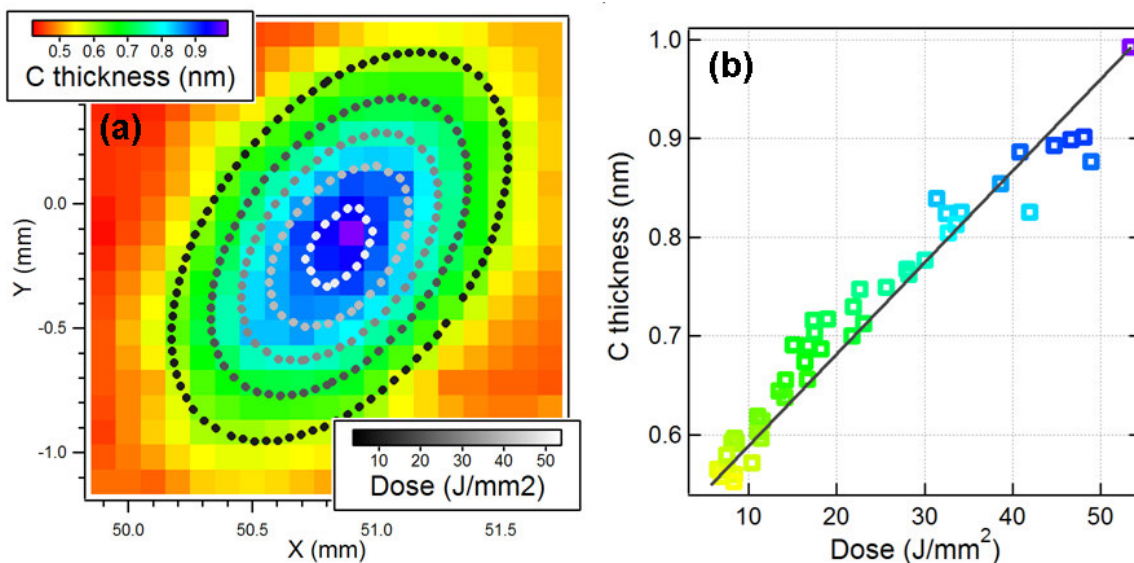 0.5 0.6 0.7 0.8 0.9
C thickness (nm)
(a)
0.0
-0.5
-1.0
Y (mm)
10 20 30 40 50
Dose (J/mm2)
50.0 50.5 51.0 51.5
X (mm)
(b)
1.0
0.9
0.8
0.7
0.6
C thickness (nm)
10 20 30 40 50
Dose (J/mm²)